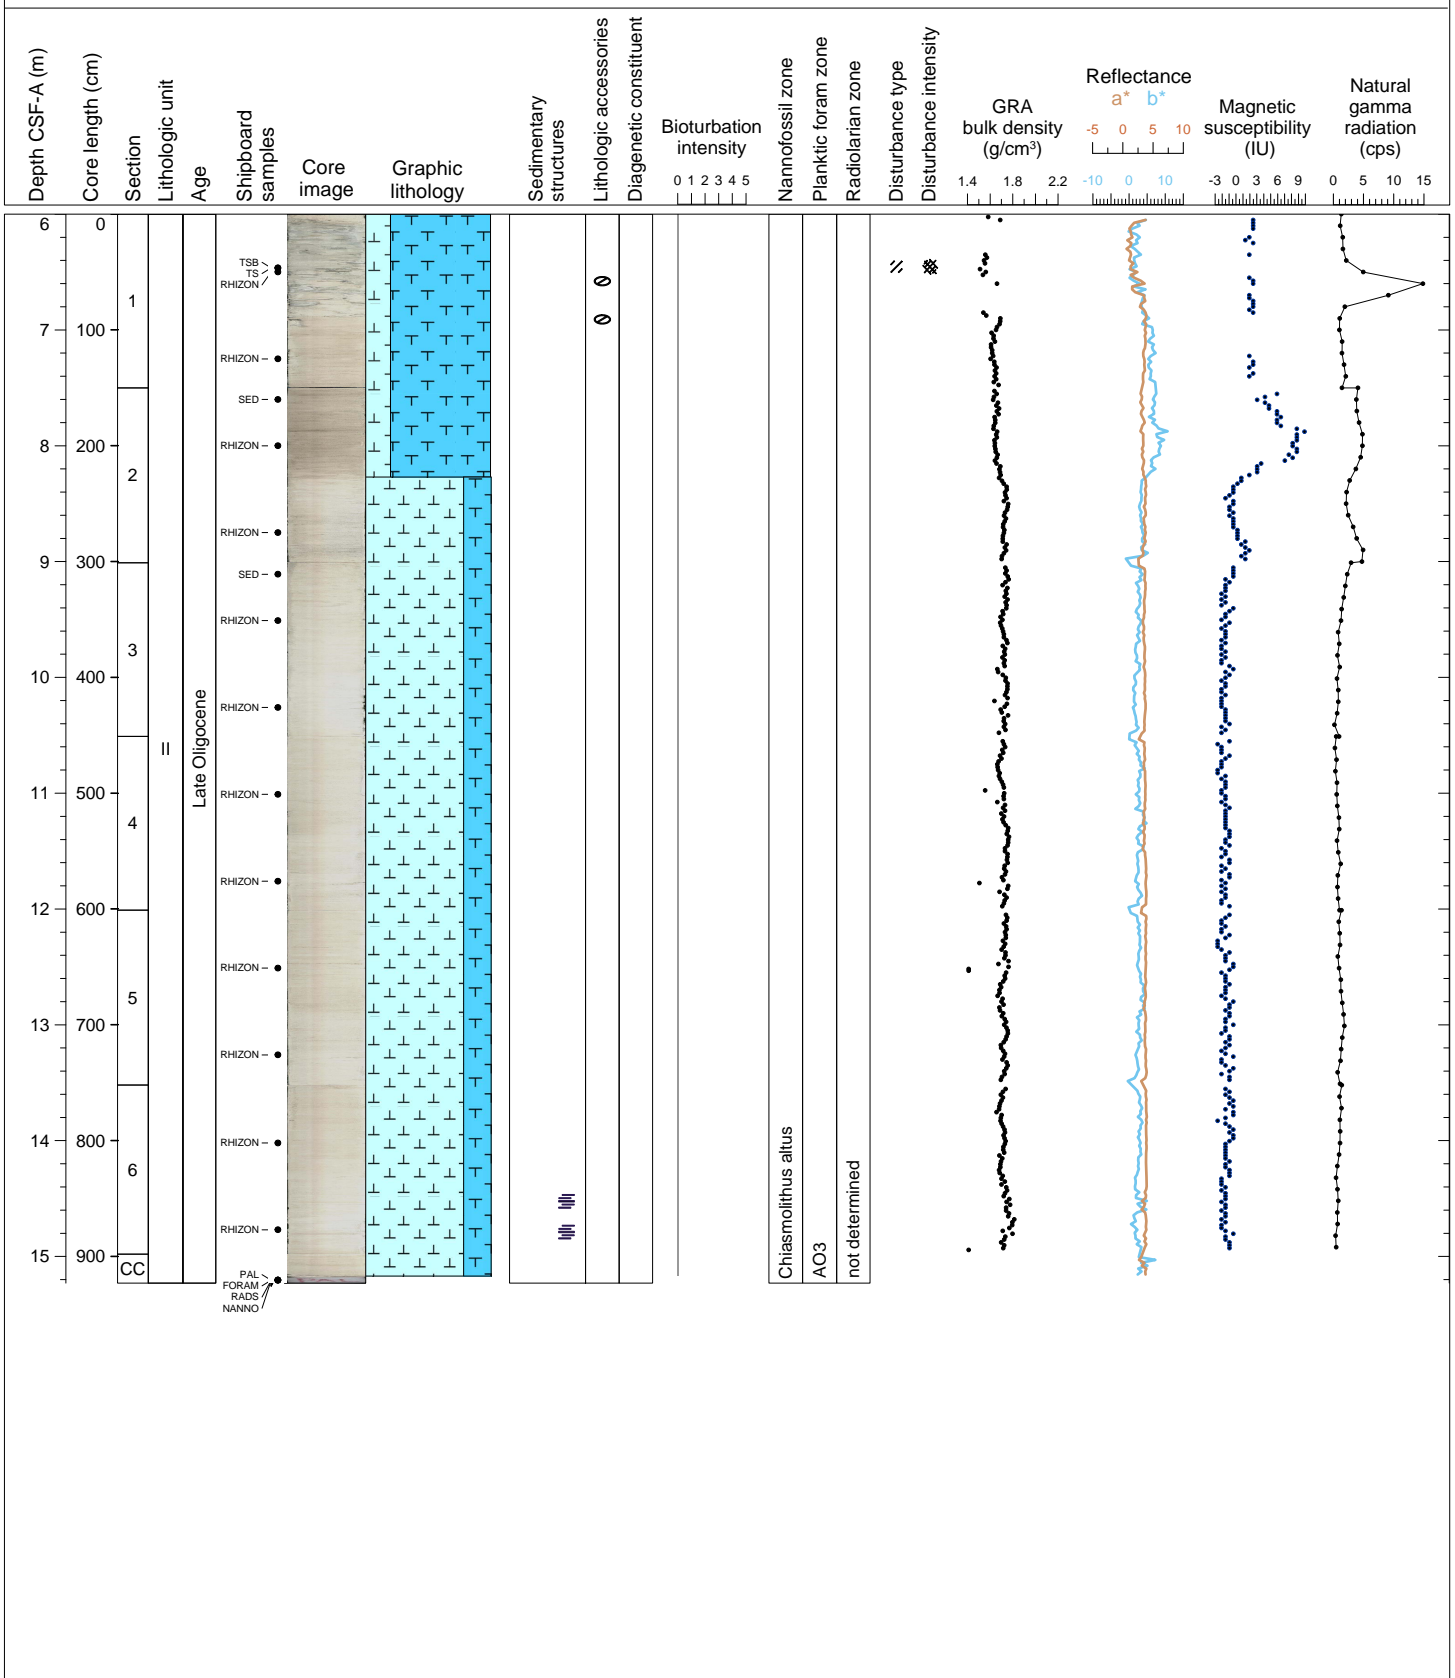 Depth CSF-A (m)
Core length (cm)
Section
Lithologic unit
Age
Shipboard
samples
Core
image
Graphic
lithology
Sedimentary
structures
Lithologic accessories
Diagenetic constituent
Bioturbation
intensity
0 1 2 3 4 5
Nannofossil zone
Planktic foram zone
Radiolarian zone
Disturbance type
Disturbance intensity
GRA
bulk density
(g/cm³)
1.4 1.8 2.2
Reflectance
a* b*
-5 0 5 10
-10 0 10
Magnetic
susceptibility
(IU)
-3 0 3 6 9
Natural
gamma
radiation
(cps)
0 5 10 15
6 0
TSB
TS
RHIZON
1
7 100
RHIZON
SED
8 200
RHIZON
2
RHIZON
9 300
SED
RHIZON
3
10 400
RHIZON
II
Late Oligocene
11 500
RHIZON
4
RHIZON
12 600
RHIZON
5
13 700
RHIZON
14 800
RHIZON
6
RHIZON
15 900
CC
PAL
FORAM
RADS
NANNO
Chiasmolithus altus
AO3
not determined